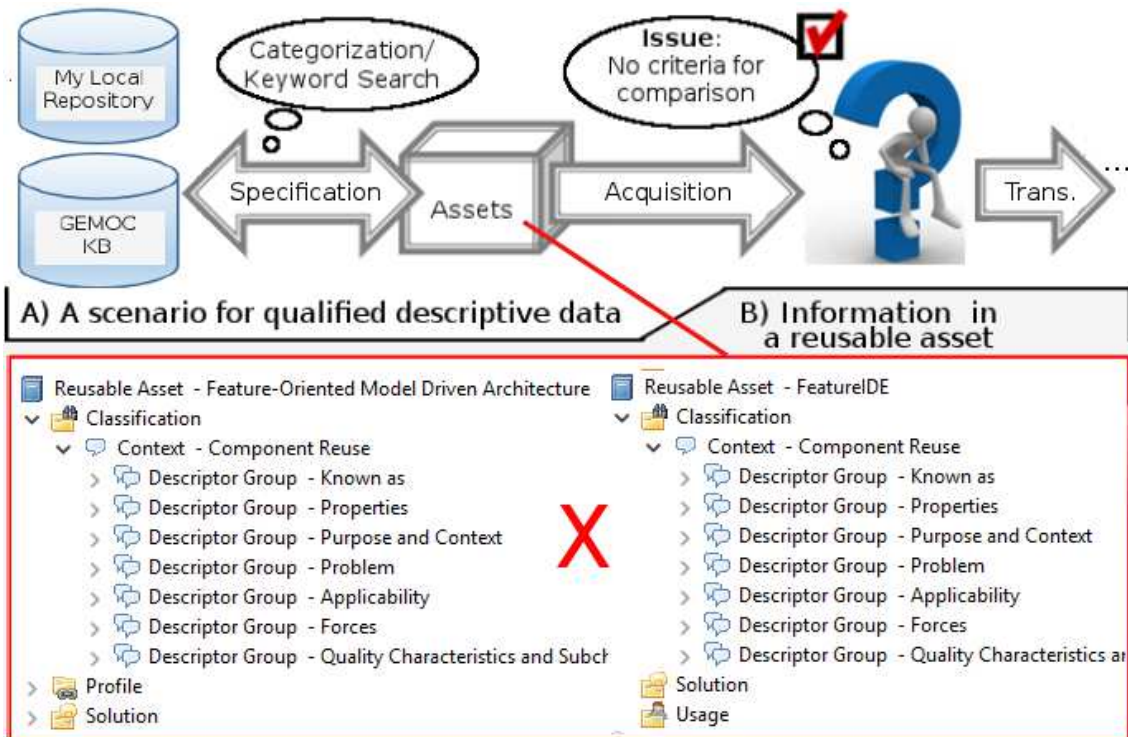 My Local
Repository
Categorization/
Keyword Search
Issue:
No criteria for
comparison
GEMOC
KB
Specification
Assets
Acquisition
Trans.
...
A) A scenario for qualified descriptive data
B) Information in
a reusable asset
Reusable Asset - Feature-Oriented Model Driven Architecture
Classification
Context - Component Reuse
Descriptor Group - Known as
Descriptor Group - Properties
Descriptor Group - Purpose and Context
Descriptor Group - Problem
Descriptor Group - Applicability
Descriptor Group - Forces
Descriptor Group - Quality Characteristics and Subch
Profile
Solution
X
Reusable Asset - FeatureIDE
Classification
Context - Component Reuse
Descriptor Group - Known as
Descriptor Group - Properties
Descriptor Group - Purpose and Context
Descriptor Group - Problem
Descriptor Group - Applicability
Descriptor Group - Forces
Descriptor Group - Quality Characteristics ar
Solution
Usage